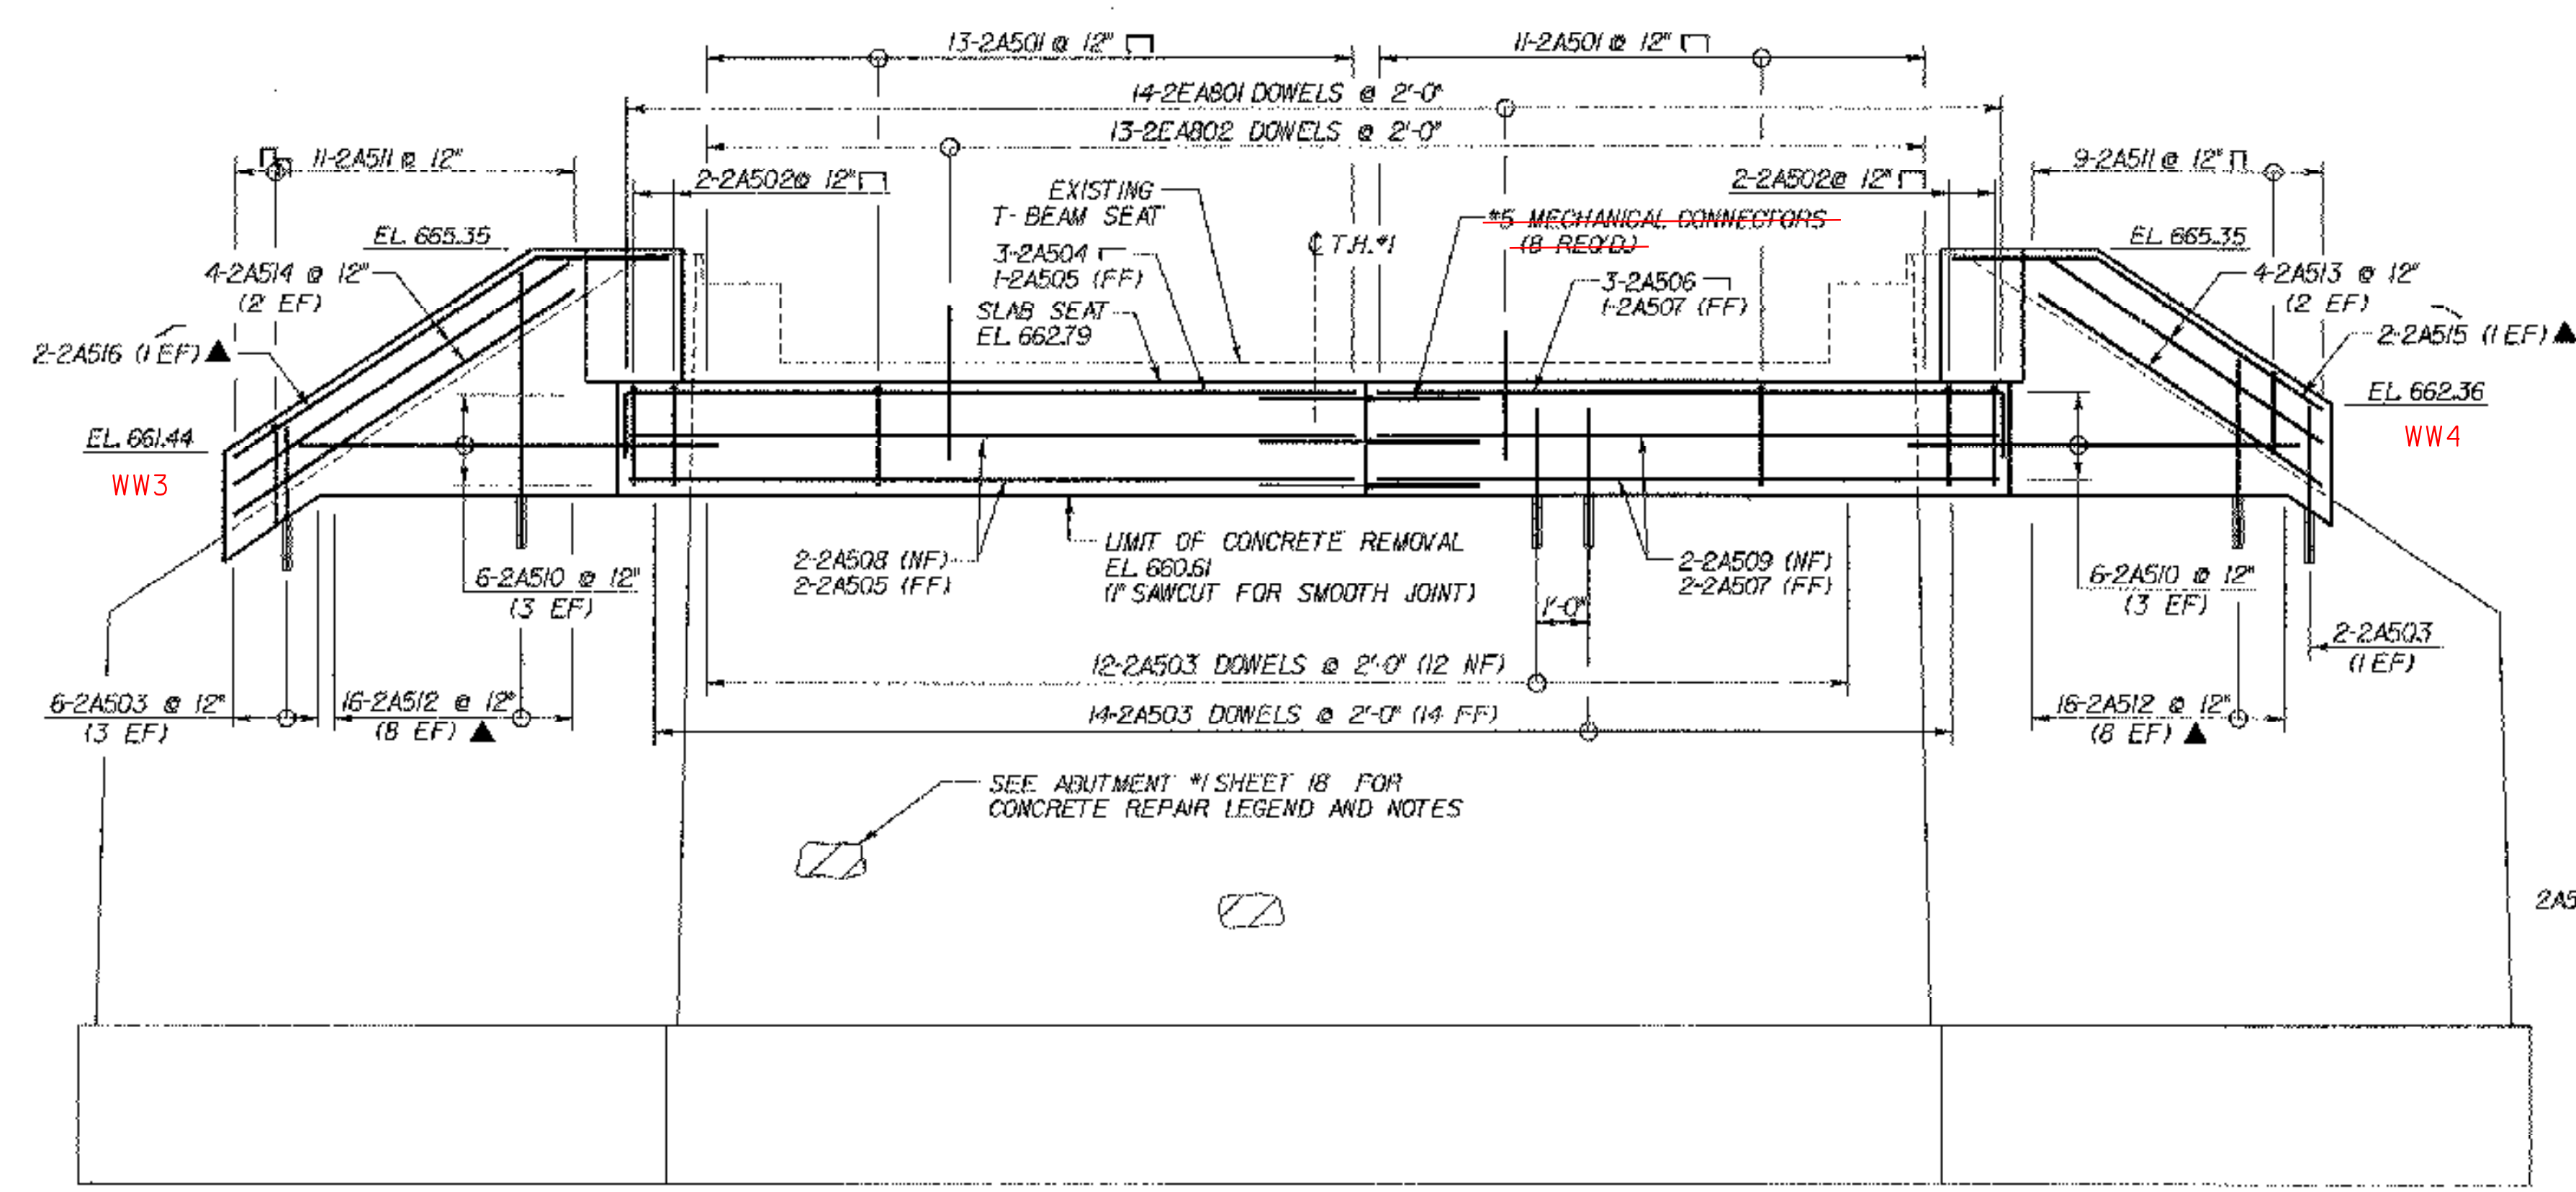 13-2A501 @ 12"
11-2A501 @ 12"
14-2EA801 DOWELS @ 2'-0"
13-2EA802 DOWELS @ 2'-0"
11-2A511 @ 12"
2-2A502@ 12"
EXISTING
T- BEAM SEAT
2-2A502@ 12"
9-2A511 @ 12"
#5 MECHANICAL CONNECTORS
(8 REQ'D.)
EL. 665.35
4-2A514 @ 12"
(2 EF)
3-2A504
1-2A505 (FF)
SLAB SEAT
EL. 662.79
℄ T.H. #1
3-2A506
1-2A507 (FF)
EL. 665.35
4-2A513 @ 12"
(2 EF)
2-2A516 (1 EF) ▲
2-2A515 (1 EF) ▲
EL. 661.44
WW3
EL. 662.36
WW4
2-2A508 (NF)
2-2A505 (FF)
LIMIT OF CONCRETE REMOVAL
EL. 660.61
(1" SAWCUT FOR SMOOTH JOINT)
2-2A509 (NF)
2-2A507 (FF)
6-2A510 @ 12"
(3 EF)
1'-0"
6-2A510 @ 12"
(3 EF)
2-2A503
(1 EF)
12-2A503 DOWELS @ 2'-0" (12 NF)
6-2A503 @ 12"
(3 EF)
16-2A512 @ 12"
(8 EF) ▲
14-2A503 DOWELS @ 2'-0" (14 FF)
16-2A512 @ 12"
(8 EF) ▲
SEE ABUTMENT #1 SHEET 18 FOR
CONCRETE REPAIR LEGEND AND NOTES
2A5